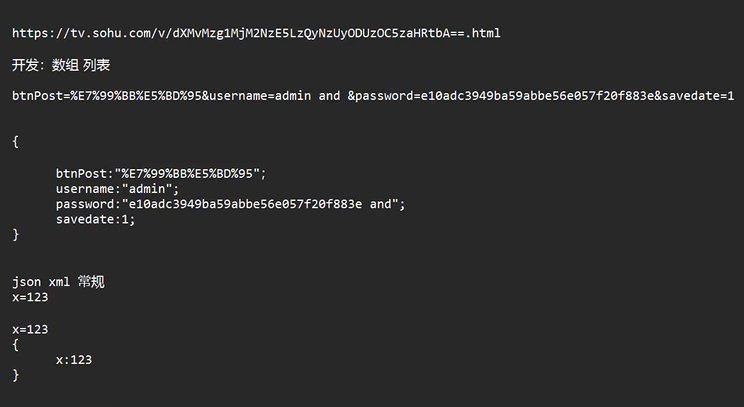 https://tv.sohu.com/v/dXMvMzg1MjM2NzE5LzQyNzUyODUzOC5zaHRtbA==.html
开发：数组 列表
btnPost=%E7%99%BB%E5%BD%95&username=admin and &password=e10adc3949ba59abbe56e057f20f883e&savedate=1
{
btnPost:"%E7%99%BB%E5%BD%95";
username:"admin";
password:"e10adc3949ba59abbe56e057f20f883e and";
savedate:1;
}
json xml 常规
x=123
x=123
{
x:123
}